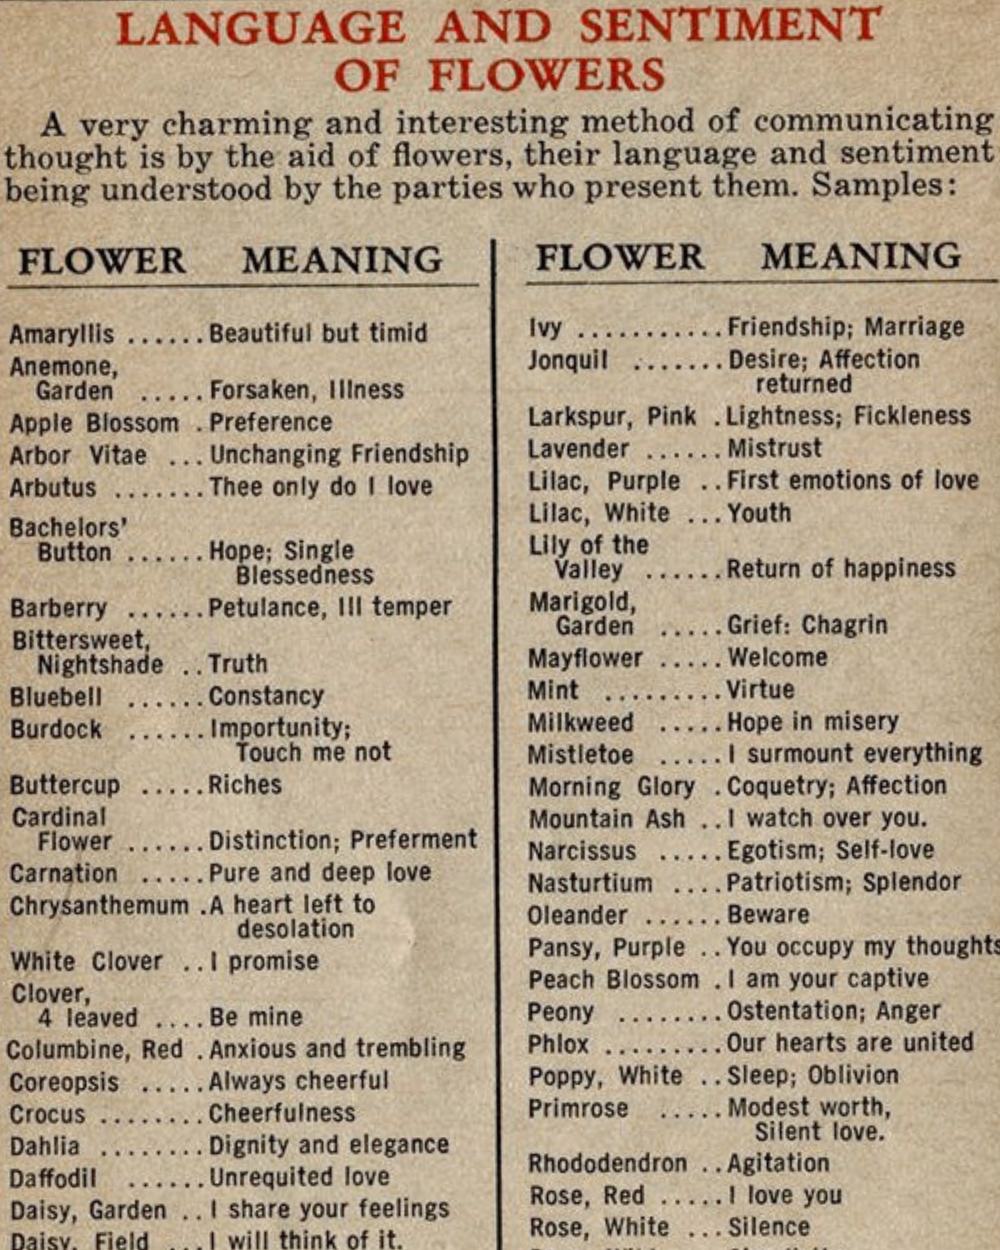 LANGUAGE AND SENTIMENT
OF FLOWERS
A very charming and interesting method of communicating
thought is by the aid of flowers, their language and sentiment
being understood by the parties who present them. Samples:
FLOWER MEANING
Amaryllis ......Beautiful but timid
Anemone,
Garden .....Forsaken, Illness
Apple Blossom .Preference
Arbor Vitae ...Unchanging Friendship
Arbutus .......Thee only do I love
Bachelors'
Button ......Hope; Single
Blessedness
Barberry ......Petulance, Ill temper
Bittersweet,
Nightshade ..Truth
Bluebell ......Constancy
Burdock ......Importunity;
Touch me not
Buttercup .....Riches
Cardinal
Flower ......Distinction; Preferment
Carnation .....Pure and deep love
Chrysanthemum .A heart left to
desolation
White Clover ..I promise
Clover,
4 leaved ....Be mine
Columbine, Red .Anxious and trembling
Coreopsis .....Always cheerful
Crocus ........Cheerfulness
Dahlia ........Dignity and elegance
Daffodil ......Unrequited love
Daisy, Garden ..I share your feelings
Daisy, Field ...I will think of it.
FLOWER MEANING
Ivy ...........Friendship; Marriage
Jonquil .......Desire; Affection
returned
Larkspur, Pink .Lightness; Fickleness
Lavender ......Mistrust
Lilac, Purple ..First emotions of love
Lilac, White ...Youth
Lily of the
Valley ......Return of happiness
Marigold,
Garden .....Grief: Chagrin
Mayflower .....Welcome
Mint .........Virtue
Milkweed .....Hope in misery
Mistletoe .....I surmount everything
Morning Glory .Coquetry; Affection
Mountain Ash ..I watch over you.
Narcissus .....Egotism; Self-love
Nasturtium ....Patriotism; Splendor
Oleander ......Beware
Pansy, Purple ..You occupy my thoughts
Peach Blossom .I am your captive
Peony ........Ostentation; Anger
Phlox .........Our hearts are united
Poppy, White ..Sleep; Oblivion
Primrose .....Modest worth,
Silent love.
Rhododendron ..Agitation
Rose, Red .....I love you
Rose, White ...Silence